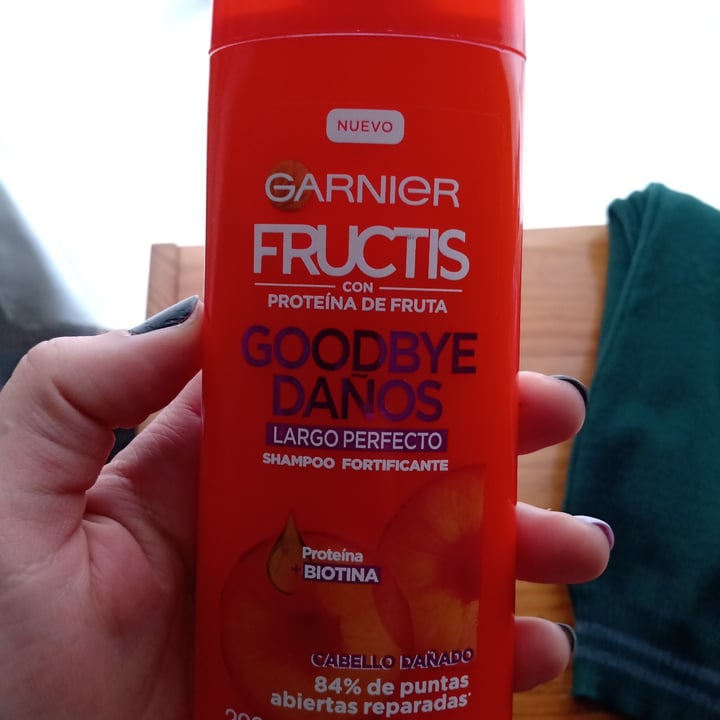 NUEVO
GARNIER
FRUCTIS
CON
PROTEÍNA DE FRUTA
GOODBYE
DAÑOS
LARGO PERFECTO
SHAMPOO FORTIFICANTE
Proteína
+BIOTINA
CABELLO DAÑADO
84% de puntas
abiertas reparadas*